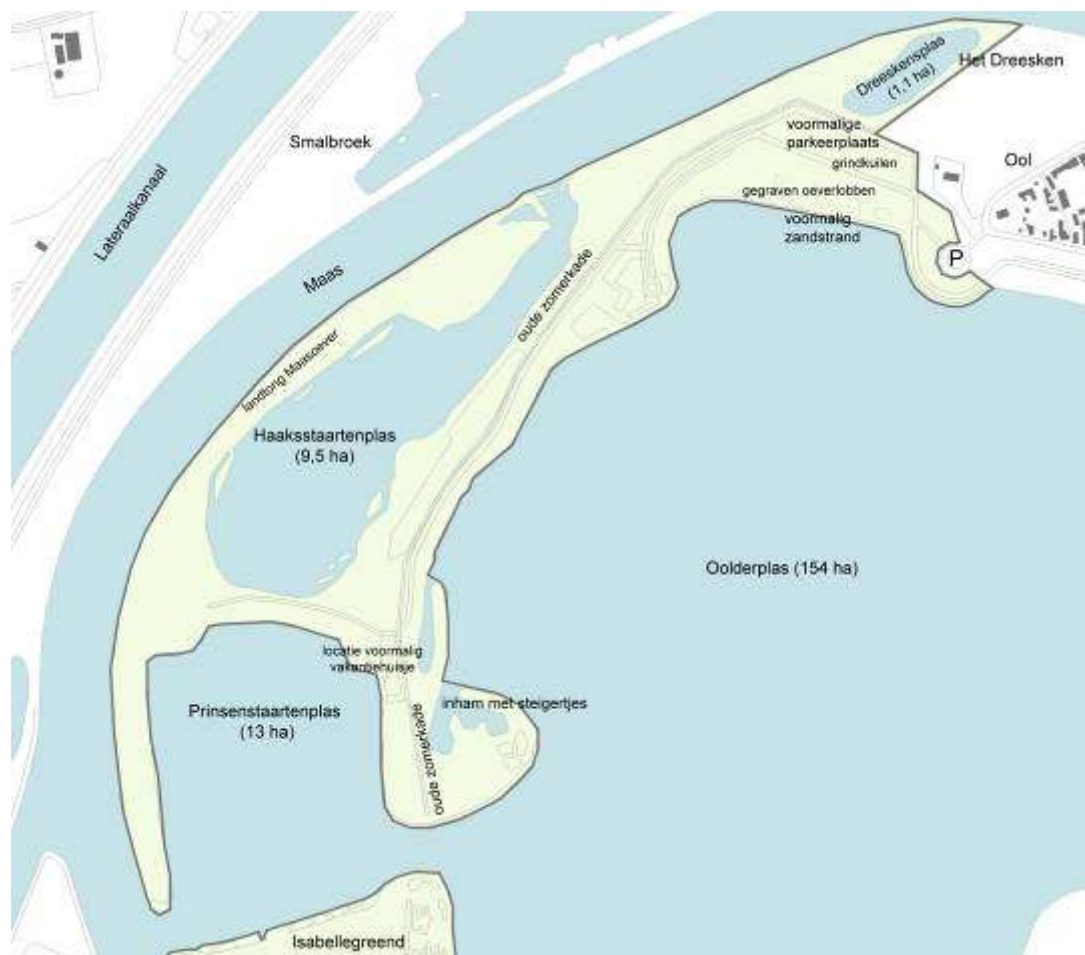 Dreeskensplas
(1,1 ha)
Het Dreesken
voormalige
parkeerplaats
Smalbroek
grindkuilen
Ool
gegraven oeverlobben
Lateraalkanaal
voormalig
zandstrand
P
Maas
oude zomerkade
landtong Maasoever
Haaksstaartenplas
(9,5 ha)
Oolderplas (154 ha)
locatie voormalig
vakantiehuisje
inham met steigertjes
Prinsenstaartenplas
(13 ha)
oude zomerkade
Isabellegreend